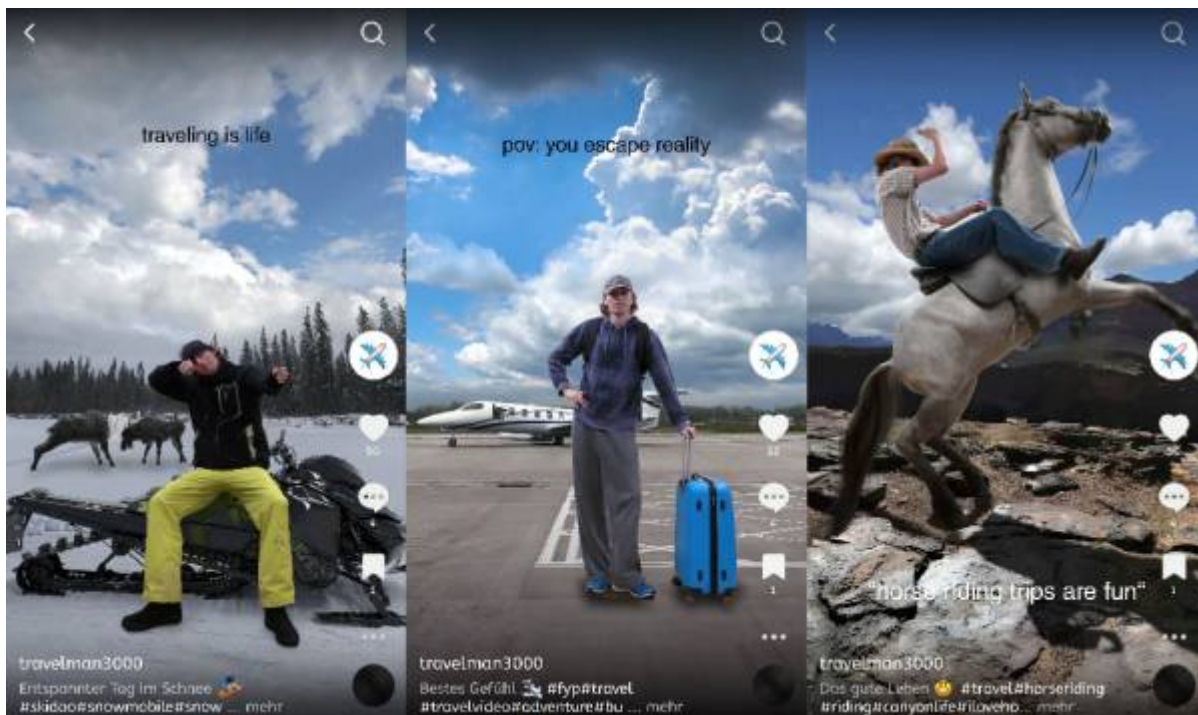 traveling is life
travelman3000
Entspannter Tag im Schnee
#skidoo#snowmobile#snow ... mehr
pov: you escape reality
travelman3000
Bestes Gefühl #fyp#travel
#travelvideo#adventure#bu ... mehr
"horse riding trips are fun"
travelman3000
Das gute Leben #travel#horseriding
#riding#canyonlife#iloveho... mehr